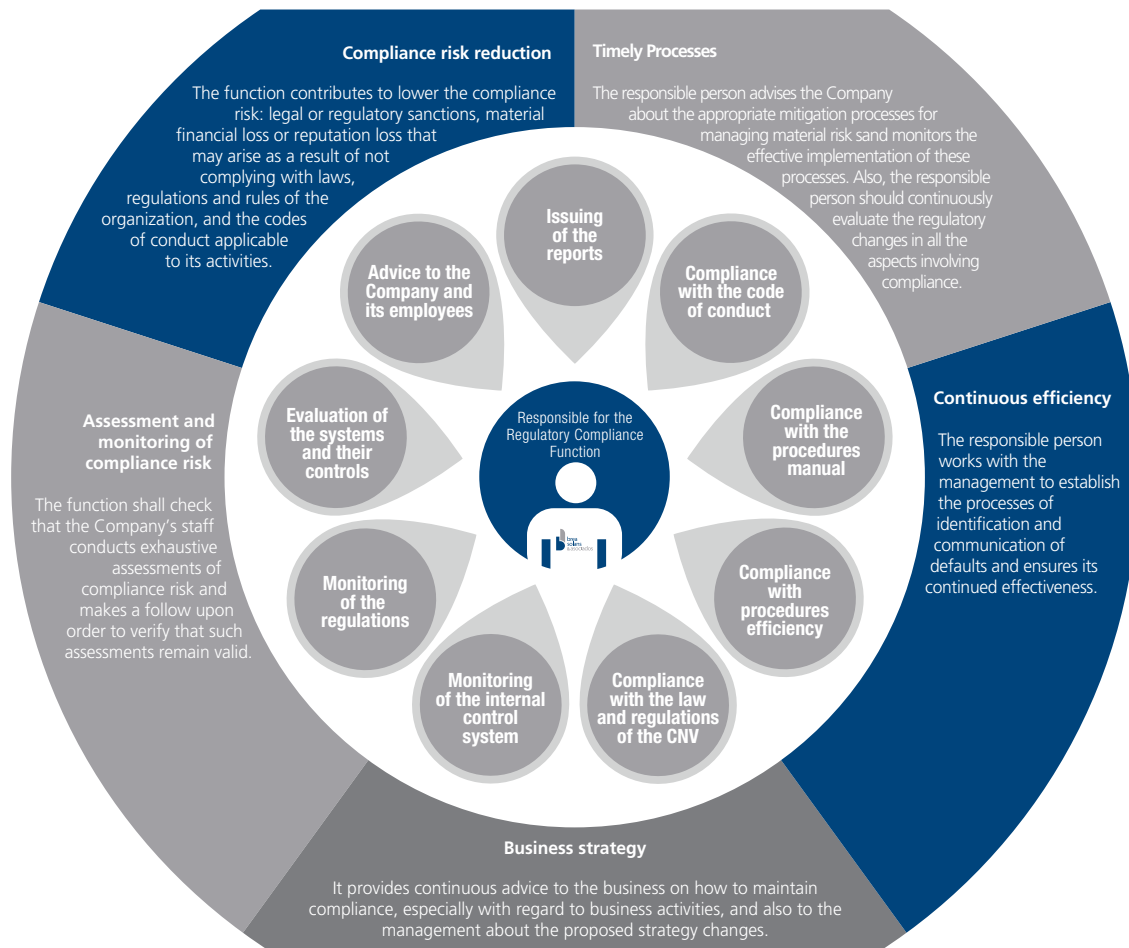 Compliance risk reduction
The function contributes to lower the compliance
risk: legal or regulatory sanctions, material
financial loss or reputation loss that
may arise as a result of not
complying with laws,
regulations and rules of the
organization, and the codes
of conduct applicable
to its activities.
Timely Processes
The responsible person advises the Company
about the appropriate mitigation processes for
managing material risk sand monitors the
effective implementation of these
processes. Also, the responsible
person should continuously
evaluate the regulatory
changes in all the
aspects involving
compliance.
Continuous efficiency
The responsible person
works with the
management to establish
the processes of
identification and
communication of
defaults and ensures its
continued effectiveness.
Business strategy
It provides continuous advice to the business on how to maintain
compliance, especially with regard to business activities, and also to the
management about the proposed strategy changes.
Assessment and
monitoring of
compliance risk
The function shall check
that the Company's staff
conducts exhaustive
assessments of
compliance risk and
makes a follow upon
order to verify that such
assessments remain valid.
Issuing
of the
reports
Compliance
with the code
of conduct
Compliance
with the
procedures
manual
Compliance
with
procedures
efficiency
Compliance
with the law
and regulations
of the CNV
Monitoring
of the internal
control
system
Monitoring
of the
regulations
Evaluation of
the systems
and their
controls
Advice to the
Company and
its employees
Responsible for the
Regulatory Compliance
Function
brea
solans
& asociados